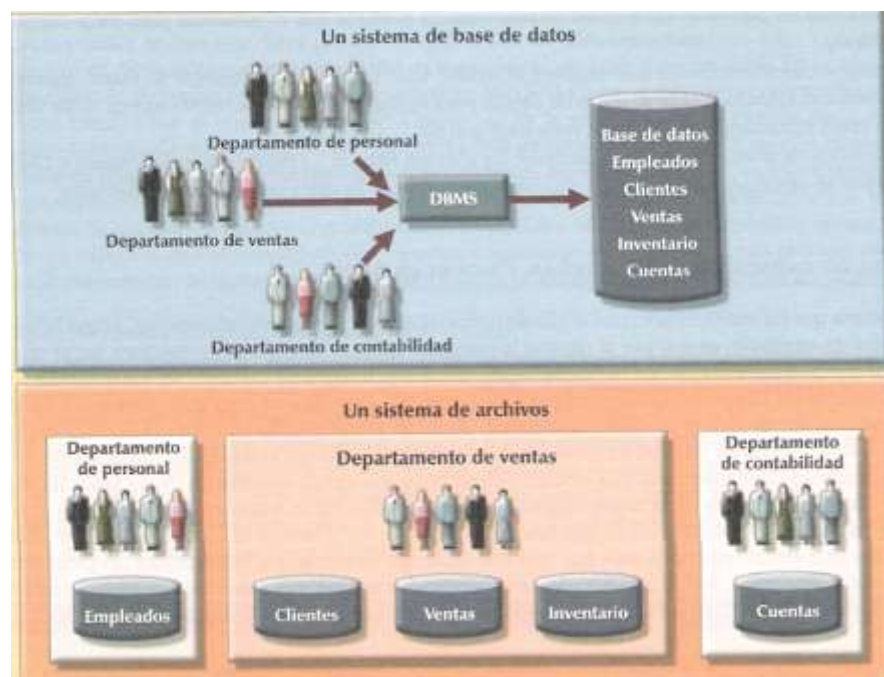 Un sistema de base de datos
Departamento de personal
Departamento de ventas
Departamento de contabilidad
DBMS
Base de datos
Empleados
Clientes
Ventas
Inventario
Cuentas
Un sistema de archivos
Departamento
de personal
Empleados
Departamento de ventas
Clientes
Ventas
Inventario
Departamento
de contabilidad
Cuentas